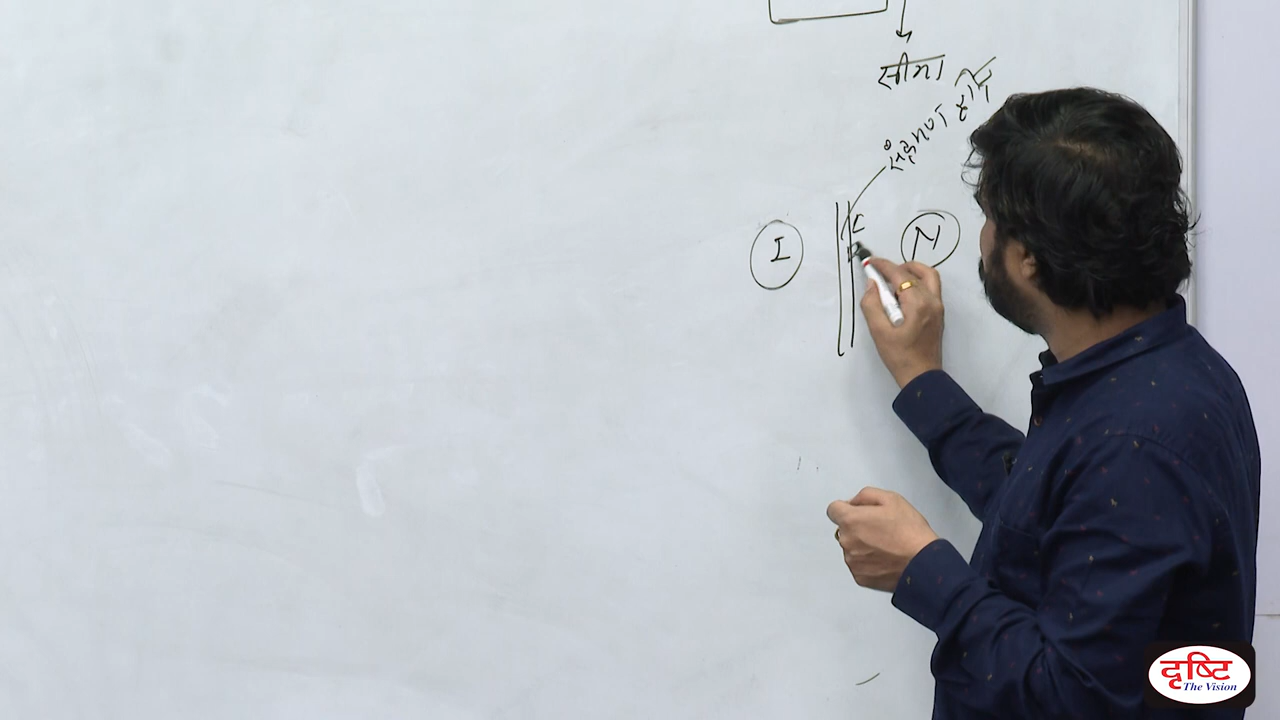 सीमा
संक्रमण क्षेत्र
I
N
दृष्टि
The Vision